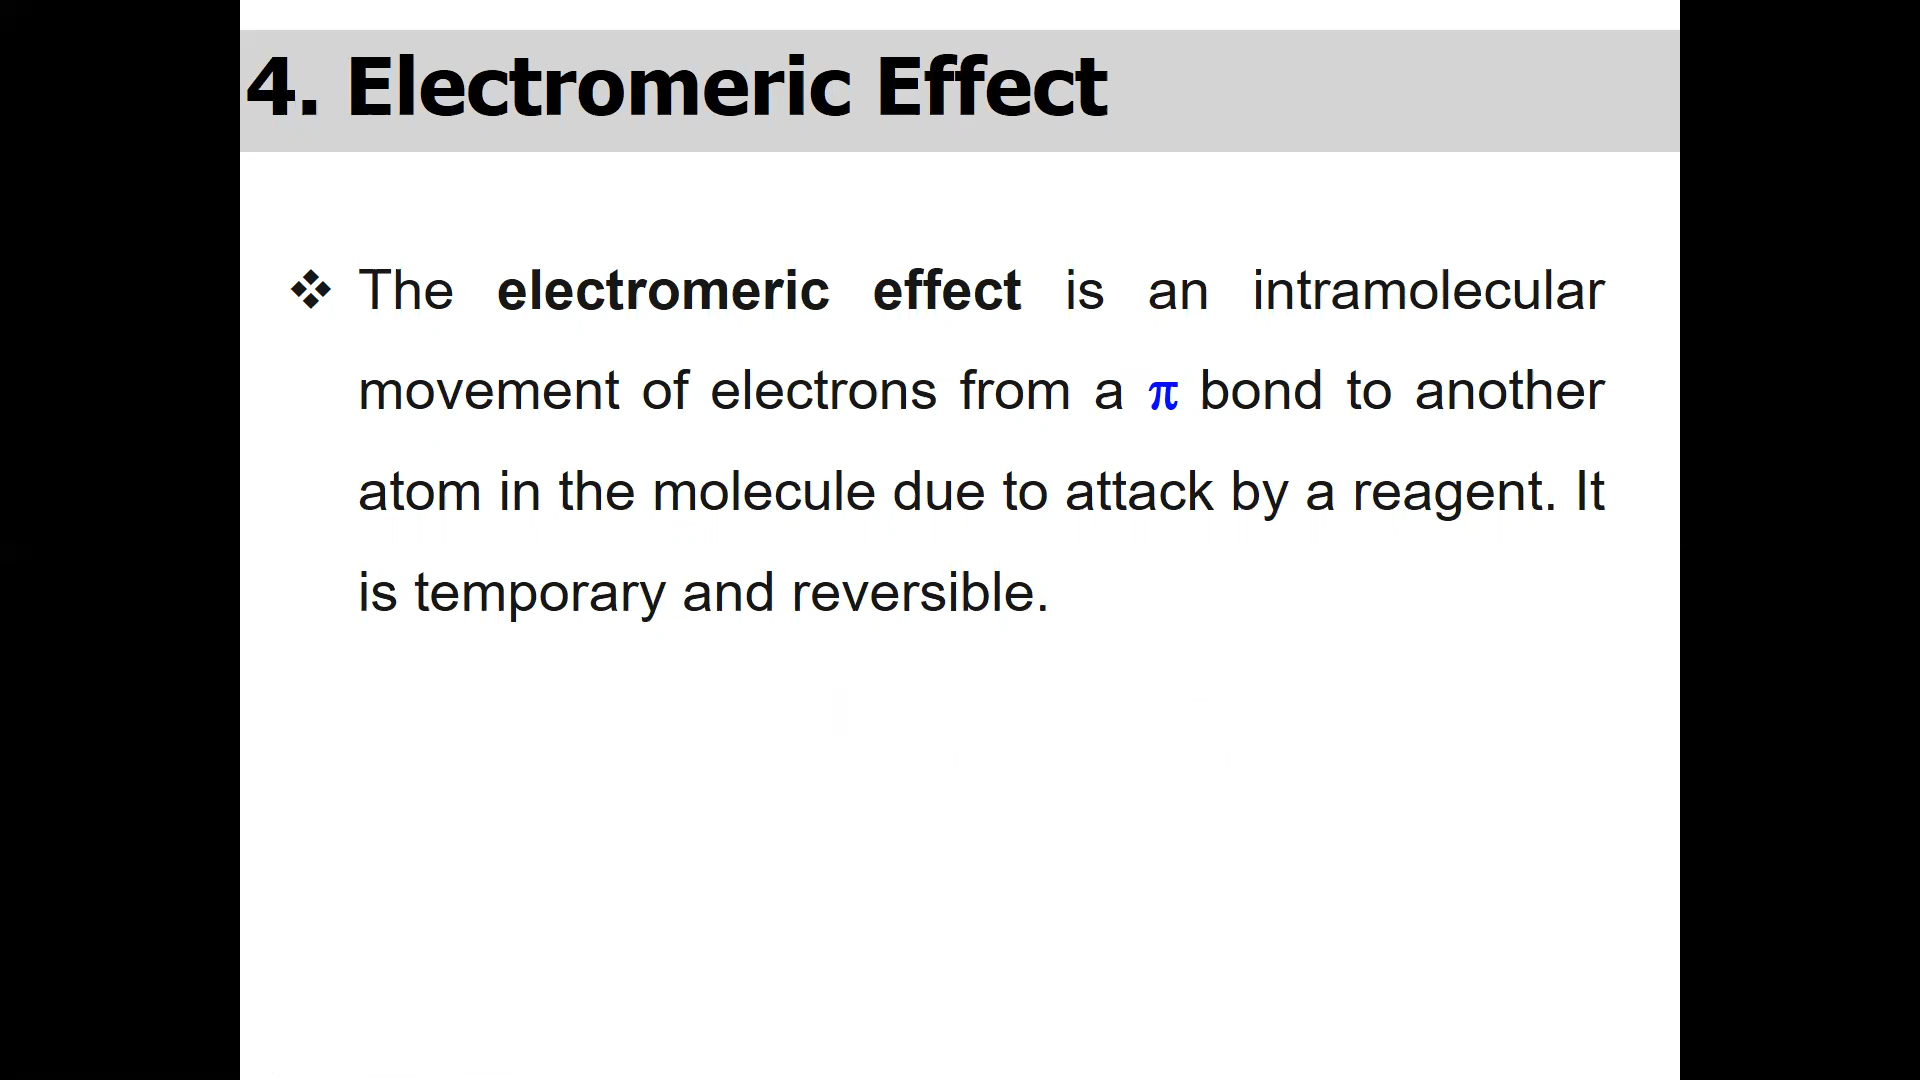 4. Electromeric Effect
❖ The electromeric effect is an intramolecular
movement of electrons from a π bond to another
atom in the molecule due to attack by a reagent. It
is temporary and reversible.